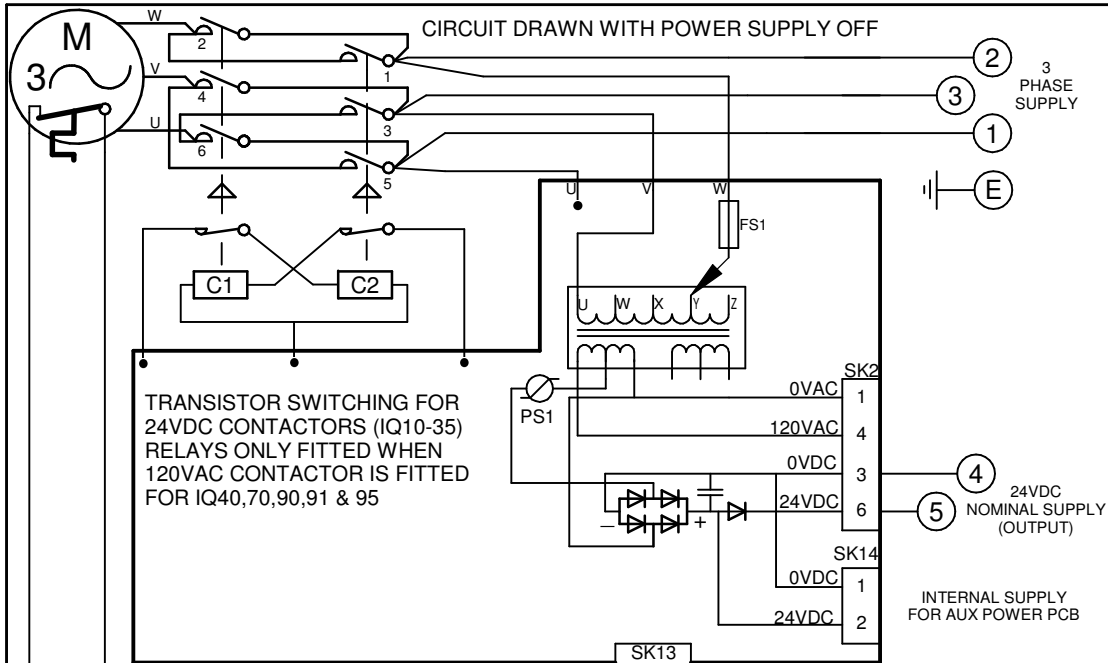 CIRCUIT DRAWN WITH POWER SUPPLY OFF
M
3
W
V
U
2
4
6
1
3
5
2
3
1
E
3
PHASE
SUPPLY
C1
C2
U
V
W
FS1
U
W
X
Y
Z
PS1
TRANSISTOR SWITCHING FOR
24VDC CONTACTORS (IQ10-35)
RELAYS ONLY FITTED WHEN
120VAC CONTACTOR IS FITTED
FOR IQ40,70,90,91 & 95
SK2
0VAC 1
120VAC 4
0VDC 3
24VDC 6
4
5
24VDC
NOMINAL SUPPLY
(OUTPUT)
– +
SK14
0VDC 1
24VDC 2
INTERNAL SUPPLY
FOR AUX POWER PCB
SK13